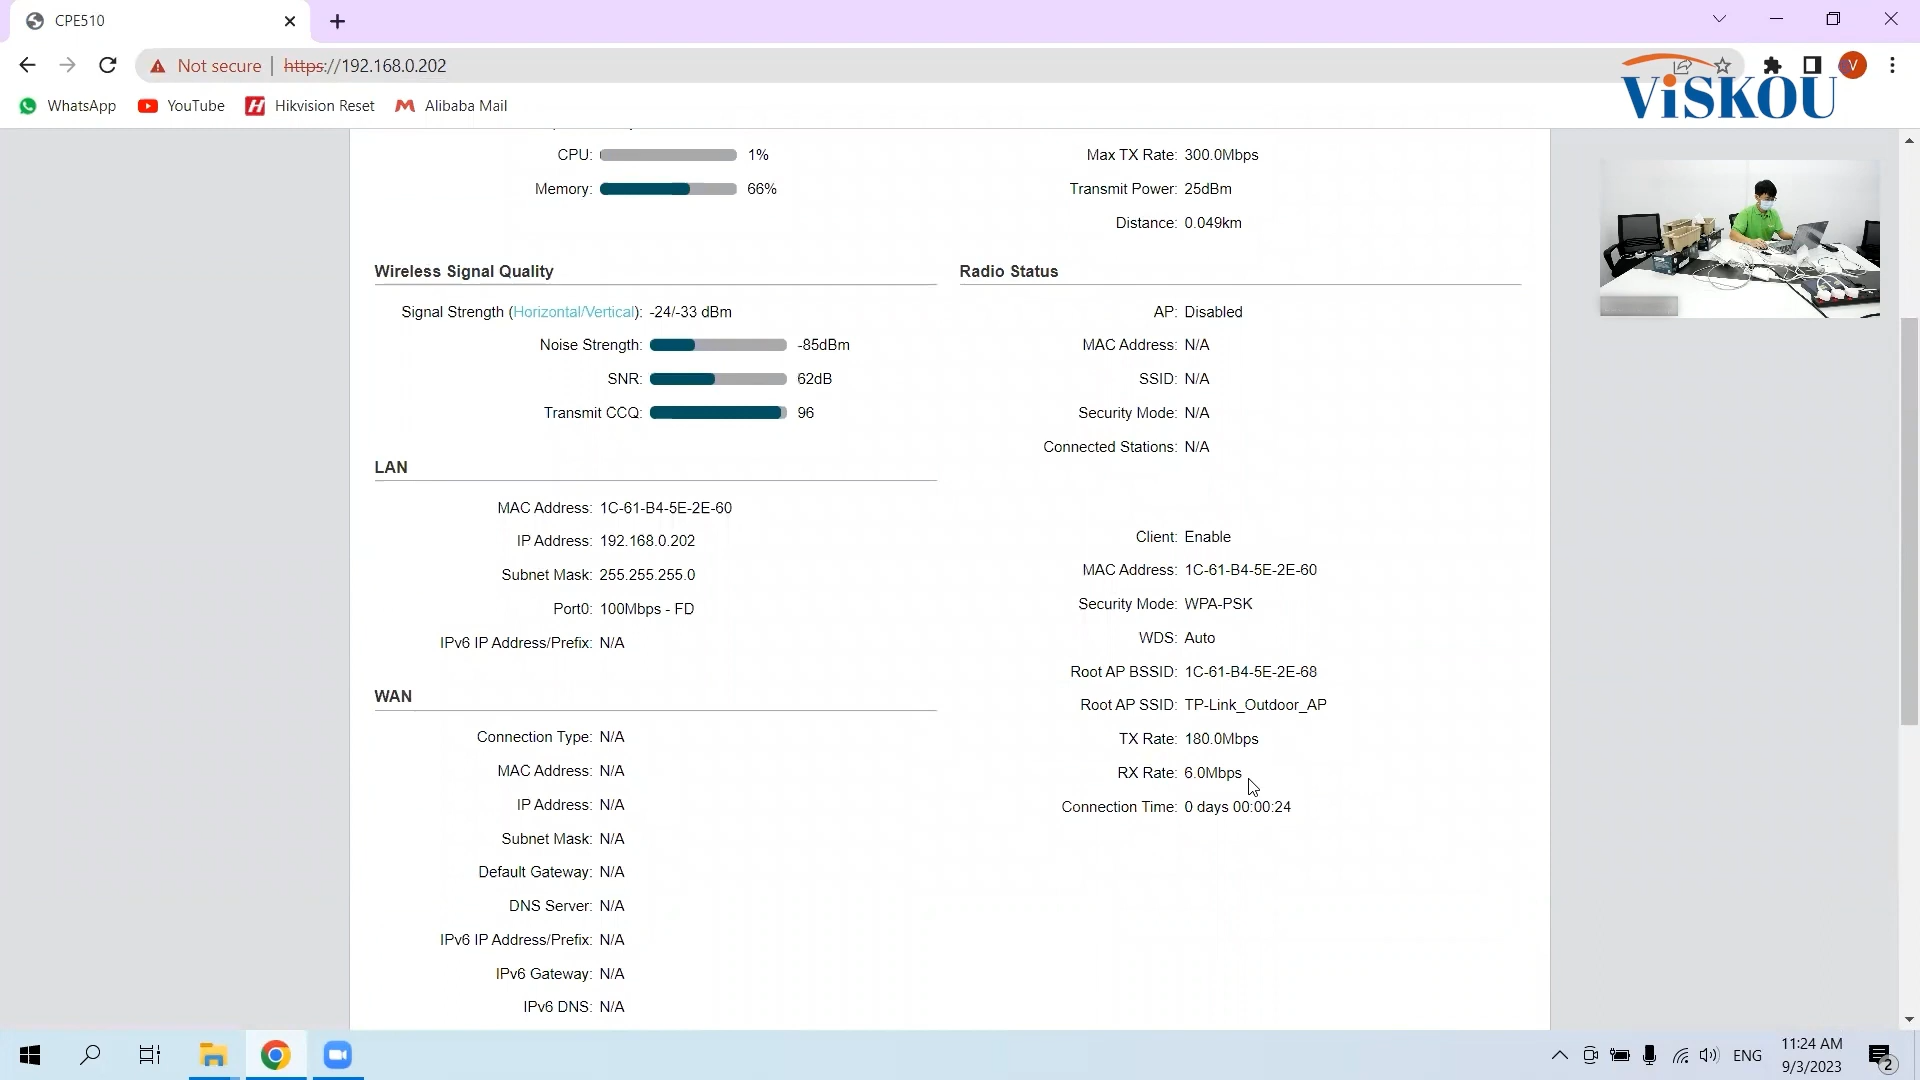 CPE510
Not secure | https://192.168.0.202
WhatsApp YouTube Hikvision Reset Alibaba Mail
V
ViSKOU
CPU: 1%
Memory: 66%
Max TX Rate: 300.0Mbps
Transmit Power: 25dBm
Distance: 0.049km
Wireless Signal Quality
Signal Strength (Horizontal/Vertical): -24/-33 dBm
Noise Strength: -85dBm
SNR: 62dB
Transmit CCQ: 96
Radio Status
AP: Disabled
MAC Address: N/A
SSID: N/A
Security Mode: N/A
Connected Stations: N/A
LAN
MAC Address: 1C-61-B4-5E-2E-60
IP Address: 192.168.0.202
Subnet Mask: 255.255.255.0
Port0: 100Mbps - FD
IPv6 IP Address/Prefix: N/A
Client: Enable
MAC Address: 1C-61-B4-5E-2E-60
Security Mode: WPA-PSK
WDS: Auto
Root AP BSSID: 1C-61-B4-5E-2E-68
Root AP SSID: TP-Link_Outdoor_AP
TX Rate: 180.0Mbps
RX Rate: 6.0Mbps
Connection Time: 0 days 00:00:24
WAN
Connection Type: N/A
MAC Address: N/A
IP Address: N/A
Subnet Mask: N/A
Default Gateway: N/A
DNS Server: N/A
IPv6 IP Address/Prefix: N/A
IPv6 Gateway: N/A
IPv6 DNS: N/A
ENG
11:24 AM
9/3/2023
2